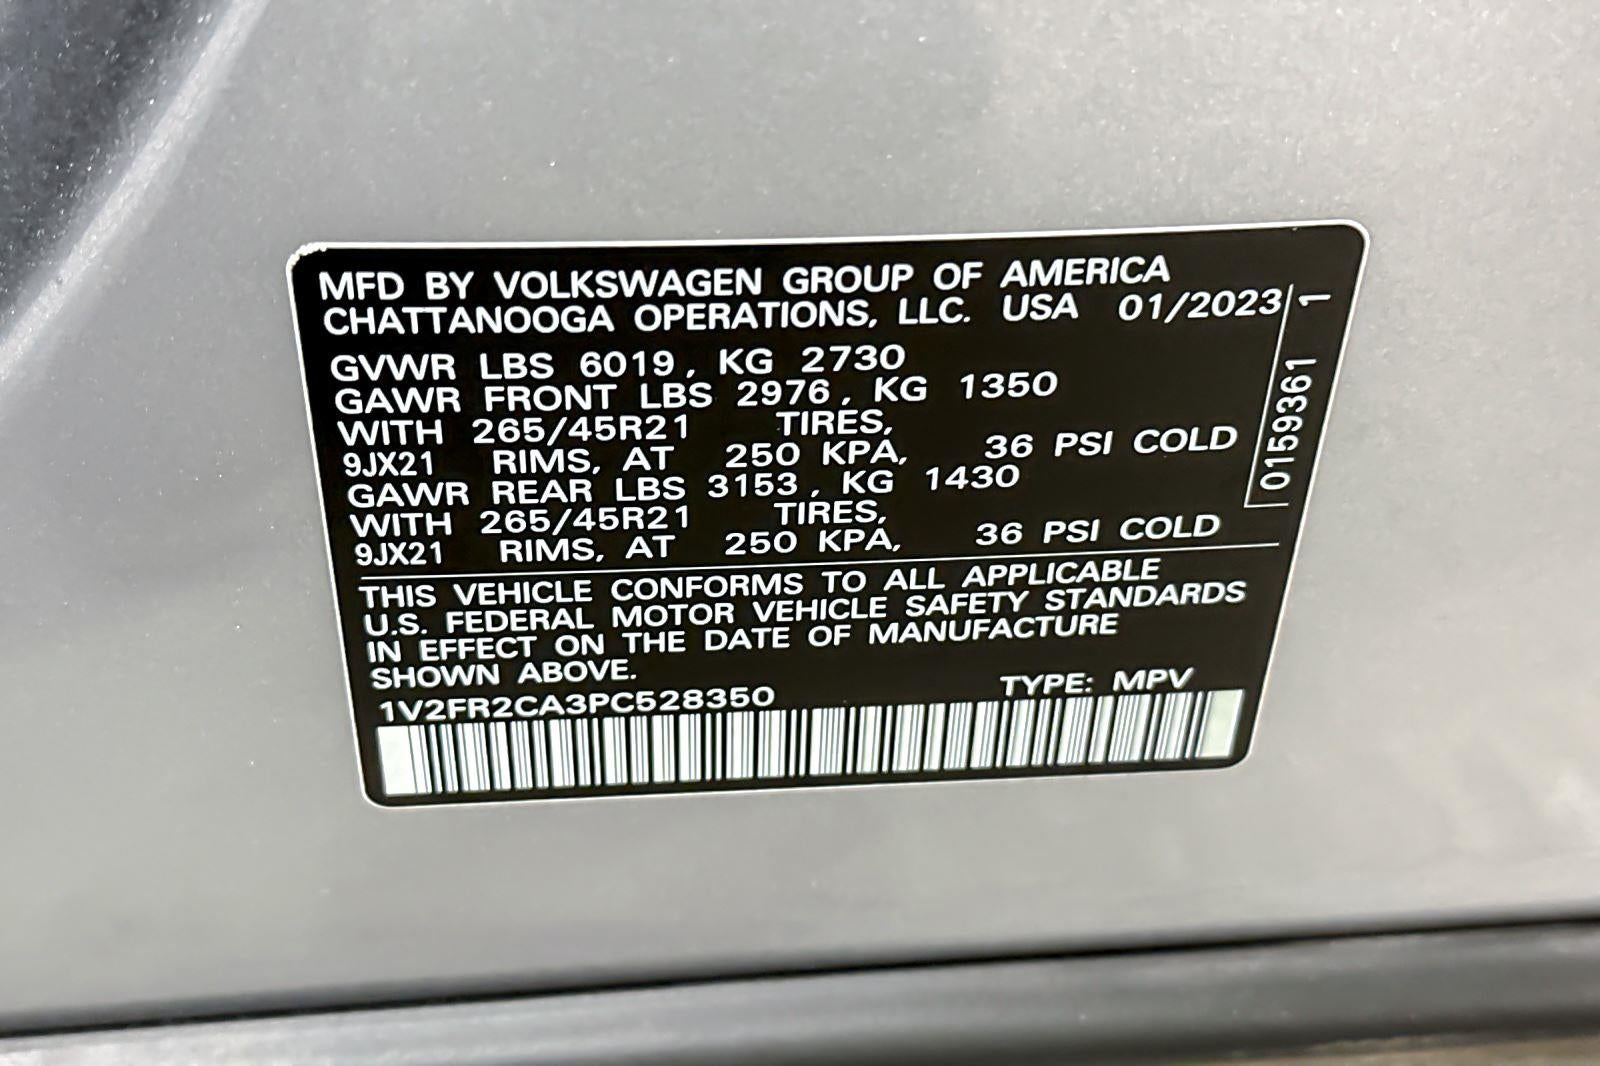 MFD BY VOLKSWAGEN GROUP OF AMERICA
CHATTANOOGA OPERATIONS, LLC. USA 01/2023
GVWR LBS 6019, KG 2730
GAWR FRONT LBS 2976, KG 1350
WITH 265/45R21 TIRES,
9JX21 RIMS, AT 250 KPA, 36 PSI COLD
GAWR REAR LBS 3153, KG 1430
WITH 265/45R21 TIRES,
9JX21 RIMS, AT 250 KPA, 36 PSI COLD
THIS VEHICLE CONFORMS TO ALL APPLICABLE
U.S. FEDERAL MOTOR VEHICLE SAFETY STANDARDS
IN EFFECT ON THE DATE OF MANUFACTURE
SHOWN ABOVE.
1V2FR2CA3PC528350 TYPE: MPV
0159361 1